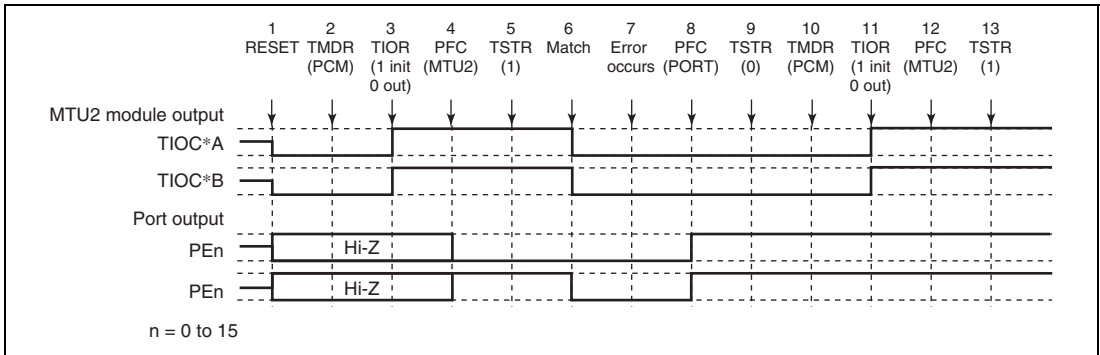 1 2 3 4 5 6 7 8 9 10 11 12 13
RESET TMDR TIOR PFC TSTR Match Error PFC TSTR TMDR TIOR PFC TSTR
(PCM) (1 init (MTU2) (1) occurs (PORT) (0) (PCM) (1 init (MTU2) (1)
0 out) 0 out)
MTU2 module output
TIOC*A
TIOC*B
Port output
PEn Hi-Z
PEn Hi-Z
n = 0 to 15